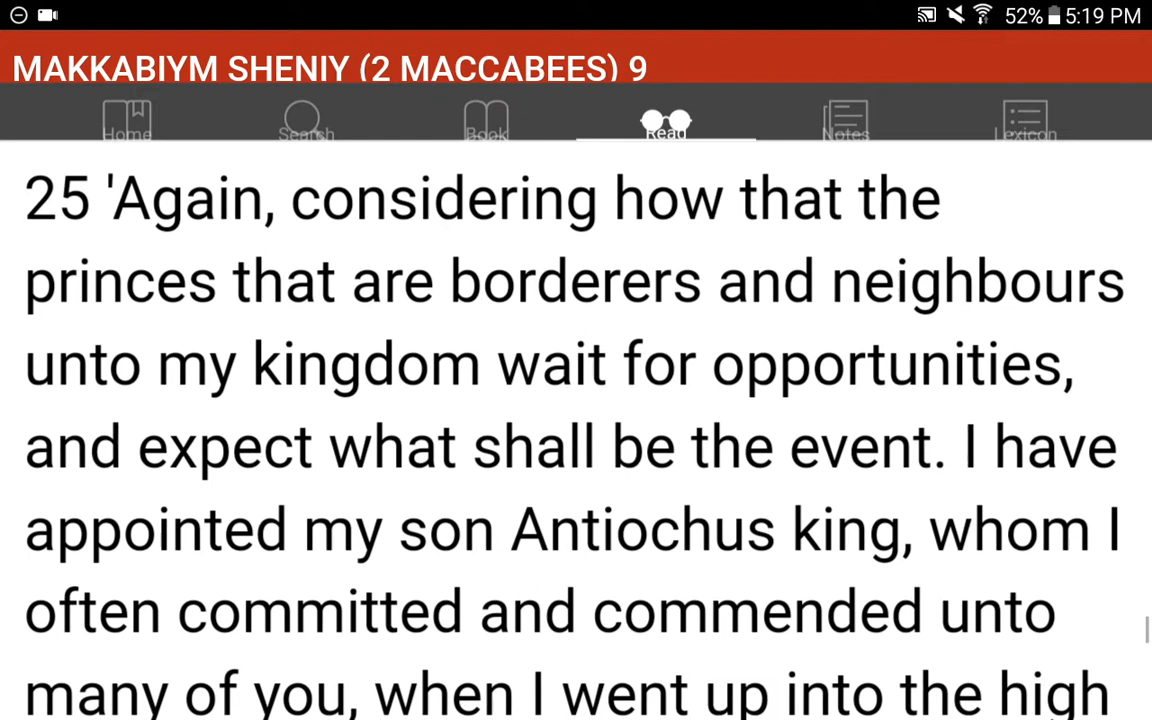 52% 5:19 PM
MAKKABIYM SHENIY (2 MACCABEES) 9
Home Search Book Read Notes Lexicon
25 'Again, considering how that the
princes that are borderers and neighbours
unto my kingdom wait for opportunities,
and expect what shall be the event. I have
appointed my son Antiochus king, whom I
often committed and commended unto
many of you, when I went up into the high